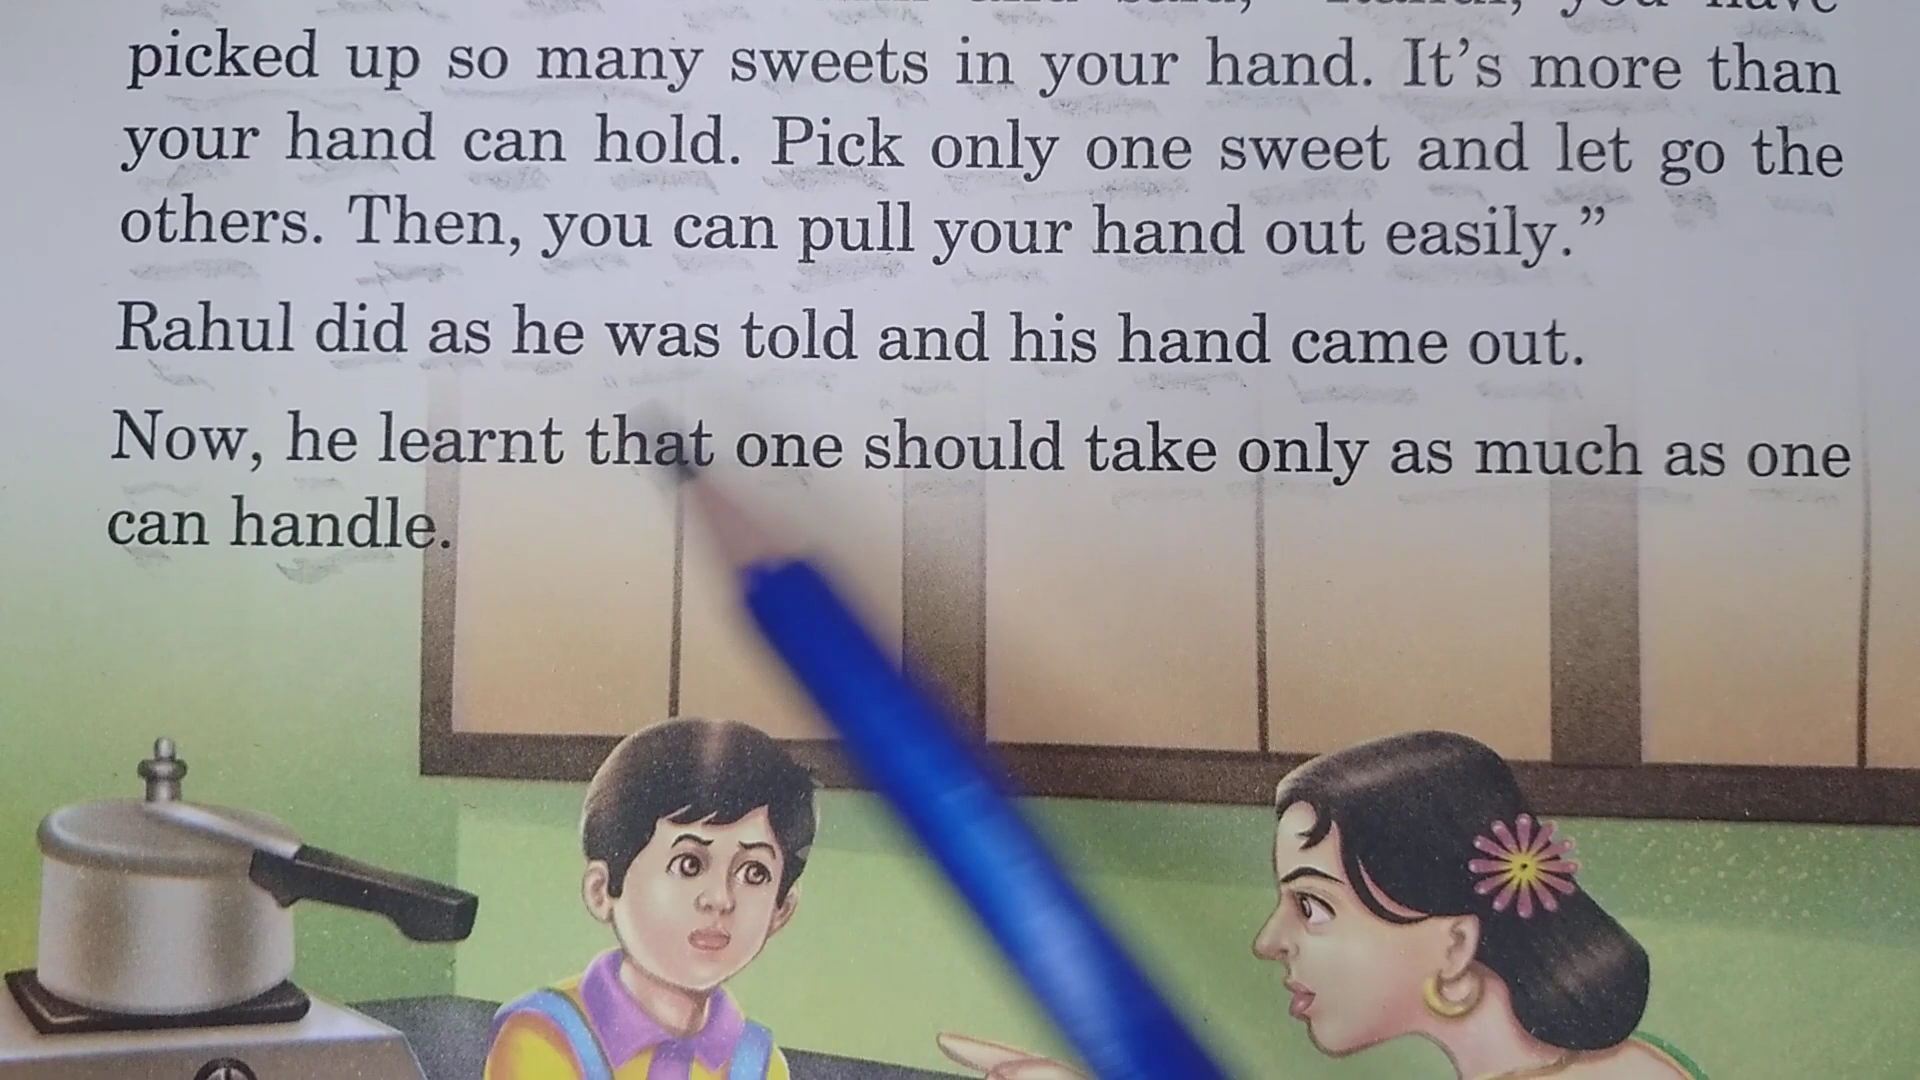 picked up so many sweets in your hand. It's more than
your hand can hold. Pick only one sweet and let go the
others. Then, you can pull your hand out easily.”
Rahul did as he was told and his hand came out.
Now, he learnt that one should take only as much as one
can handle.